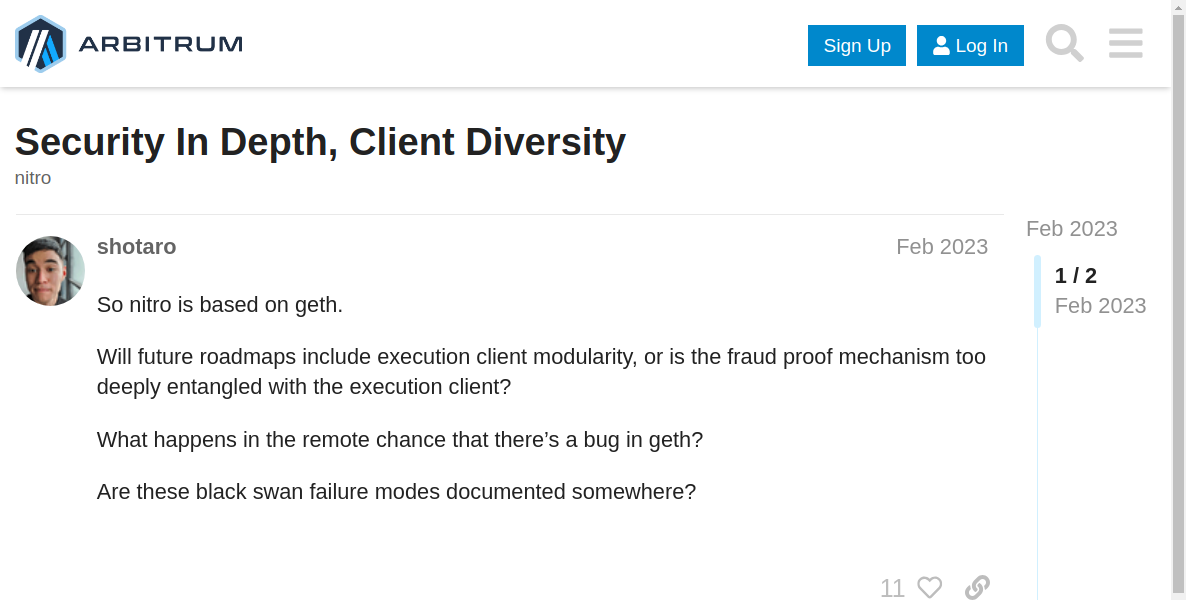 ARBITRUM
Sign Up
Log In
Security In Depth, Client Diversity
nitro
shotaro
Feb 2023
So nitro is based on geth.
Will future roadmaps include execution client modularity, or is the fraud proof mechanism too
deeply entangled with the execution client?
What happens in the remote chance that there’s a bug in geth?
Are these black swan failure modes documented somewhere?
11
Feb 2023
1 / 2
Feb 2023